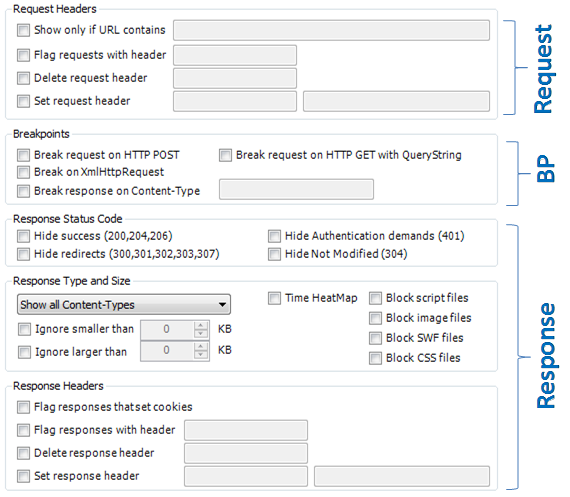 Request Headers
Show only if URL contains
Flag requests with header
Delete request header
Set request header
Request
Breakpoints
Break request on HTTP POST
Break request on HTTP GET with QueryString
Break on XmlHttpRequest
Break response on Content-Type
BP
Response Status Code
Hide success (200,204,206)
Hide Authentication demands (401)
Hide redirects (300,301,302,303,307)
Hide Not Modified (304)
Response Type and Size
Show all Content-Types
Time HeatMap
Block script files
Ignore smaller than 0 KB
Block image files
Ignore larger than 0 KB
Block SWF files
Block CSS files
Response Headers
Flag responses that set cookies
Flag responses with header
Delete response header
Set response header
Response